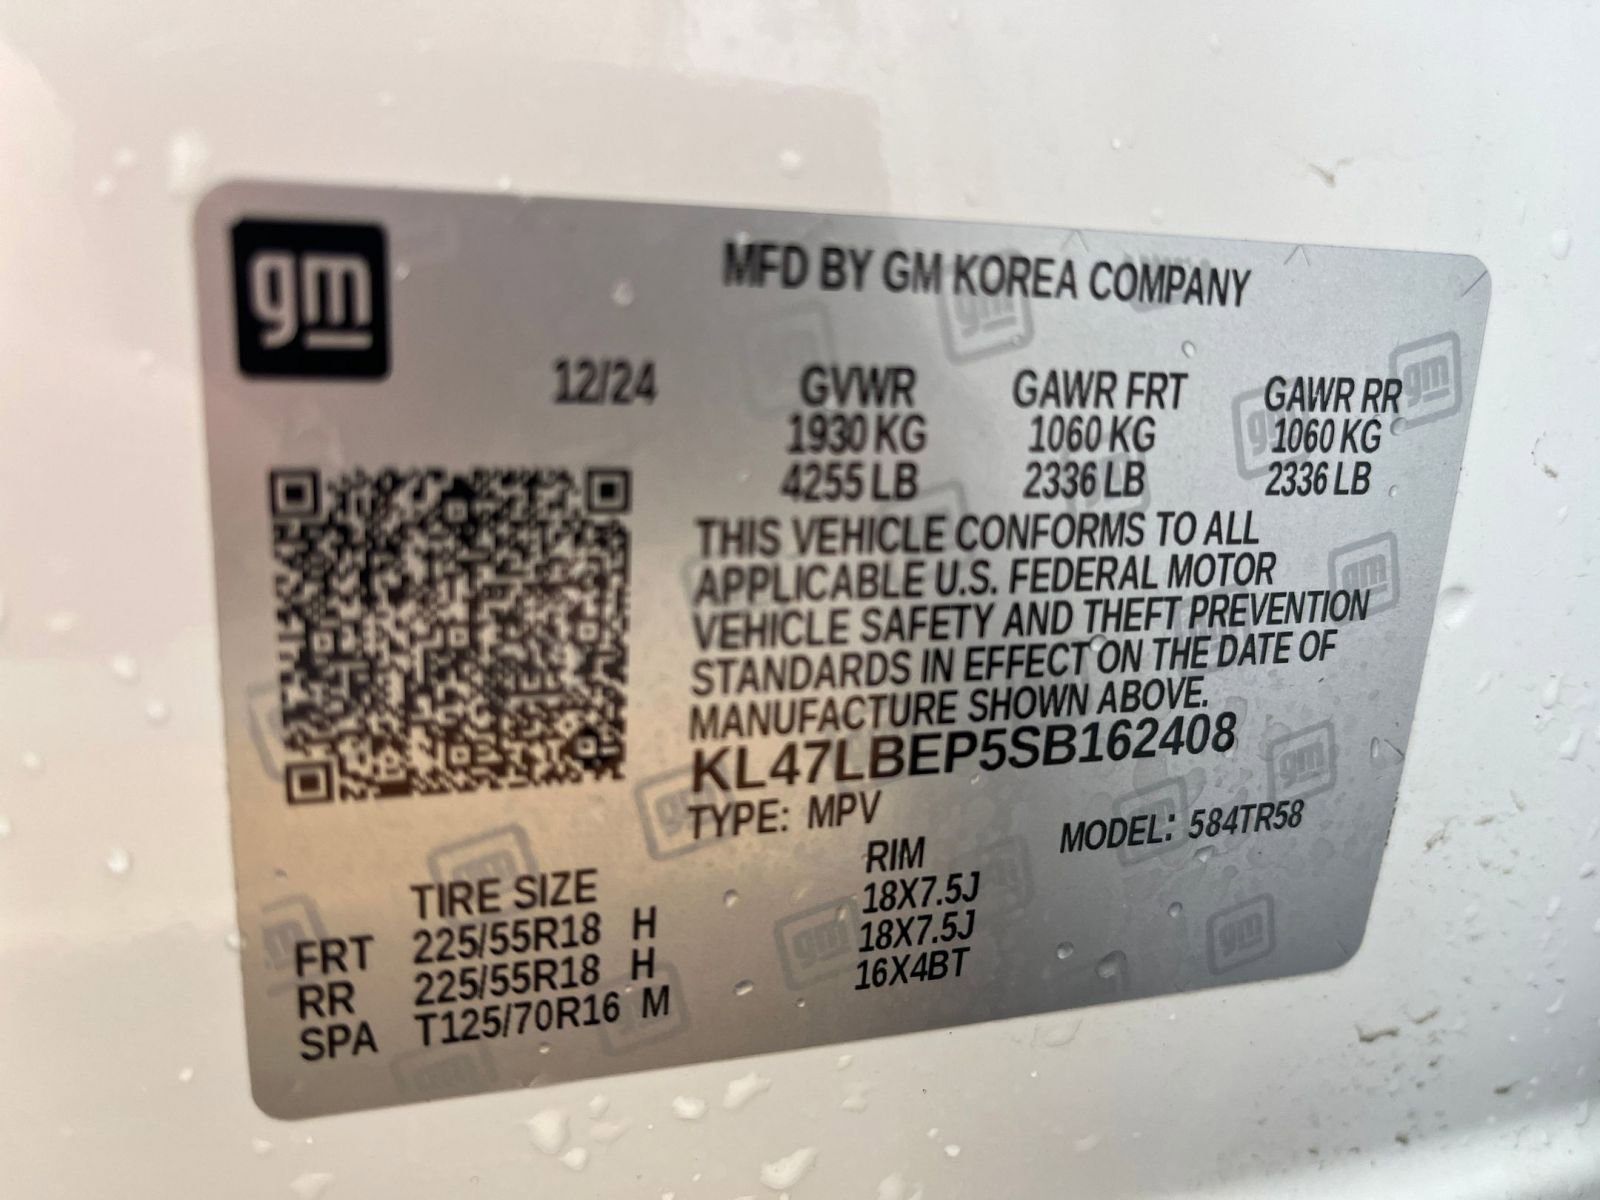 gm
MFD BY GM KOREA COMPANY
12/24 GVWR GAWR FRT GAWR RR
1930 KG 1060 KG 1060 KG
4255 LB 2336 LB 2336 LB
THIS VEHICLE CONFORMS TO ALL
APPLICABLE U.S. FEDERAL MOTOR
VEHICLE SAFETY AND THEFT PREVENTION
STANDARDS IN EFFECT ON THE DATE OF
MANUFACTURE SHOWN ABOVE.
KL47LBEP5SB162408
TYPE: MPV MODEL: 584TR58
TIRE SIZE RIM
FRT 225/55R18 H 18X7.5J
RR 225/55R18 H 18X7.5J
SPA T125/70R16 M 16X4BT